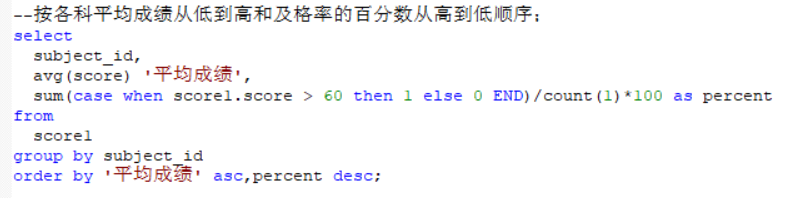 --按各科平均成绩从低到高和及格率的百分数从高到低顺序;
select
subject_id,
avg(score) '平均成绩',
sum(case when score1.score > 60 then 1 else 0 END)/count(1)*100 as percent
from
score1
group by subject_id
order by '平均成绩' asc,percent desc;